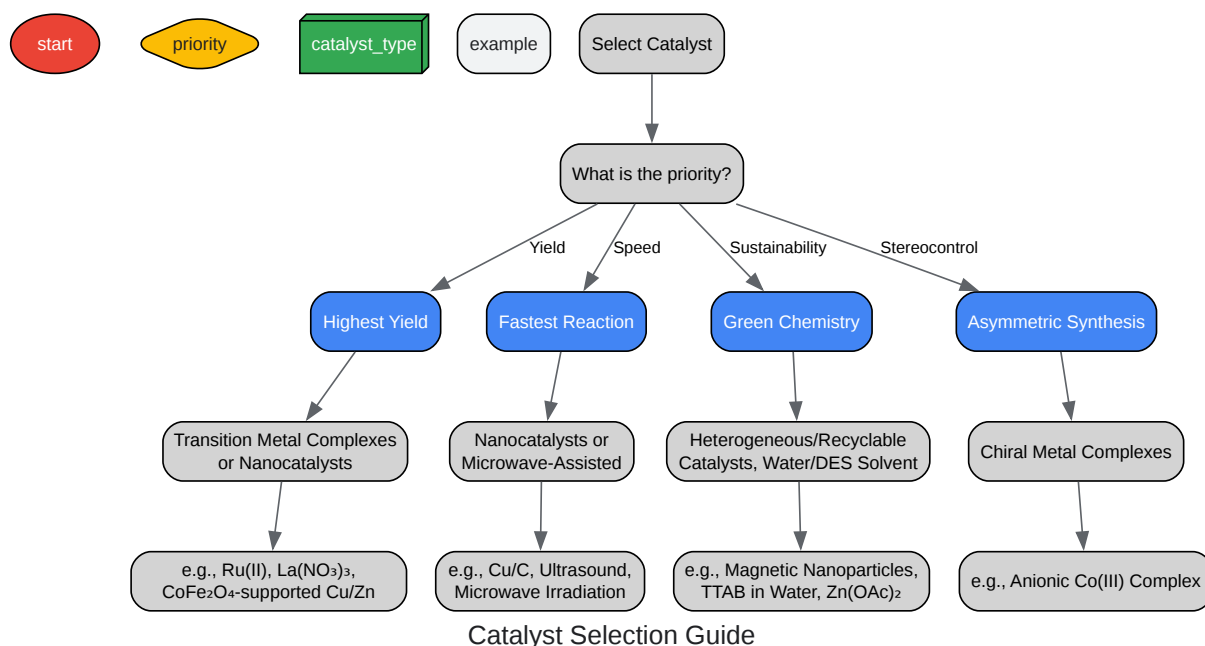 start
priority
catalyst_type
example
Select Catalyst
What is the priority?
Yield
Speed
Sustainability
Stereocontrol
Highest Yield
Fastest Reaction
Green Chemistry
Asymmetric Synthesis
Transition Metal Complexes
or Nanocatalysts
Nanocatalysts or
Microwave-Assisted
Heterogeneous/Recyclable
Catalysts, Water/DES Solvent
Chiral Metal Complexes
e.g., Ru(II), La(NO₃)₃,
CoFe₂O₄-supported Cu/Zn
e.g., Cu/C, Ultrasound,
Microwave Irradiation
e.g., Magnetic Nanoparticles,
TTAB in Water, Zn(OAc)₂
e.g., Anionic Co(III) Complex
Catalyst Selection Guide